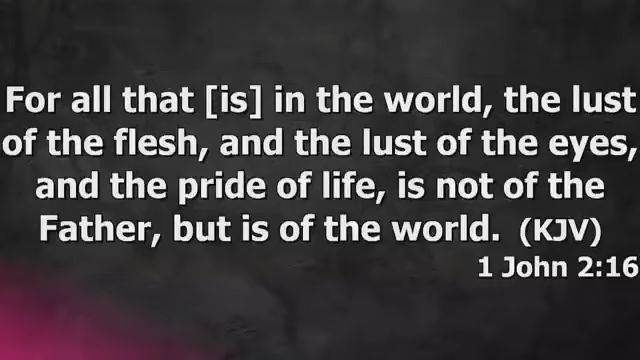 For all that [is] in the world, the lust
of the flesh, and the lust of the eyes,
and the pride of life, is not of the
Father, but is of the world. (KJV)
1 John 2:16